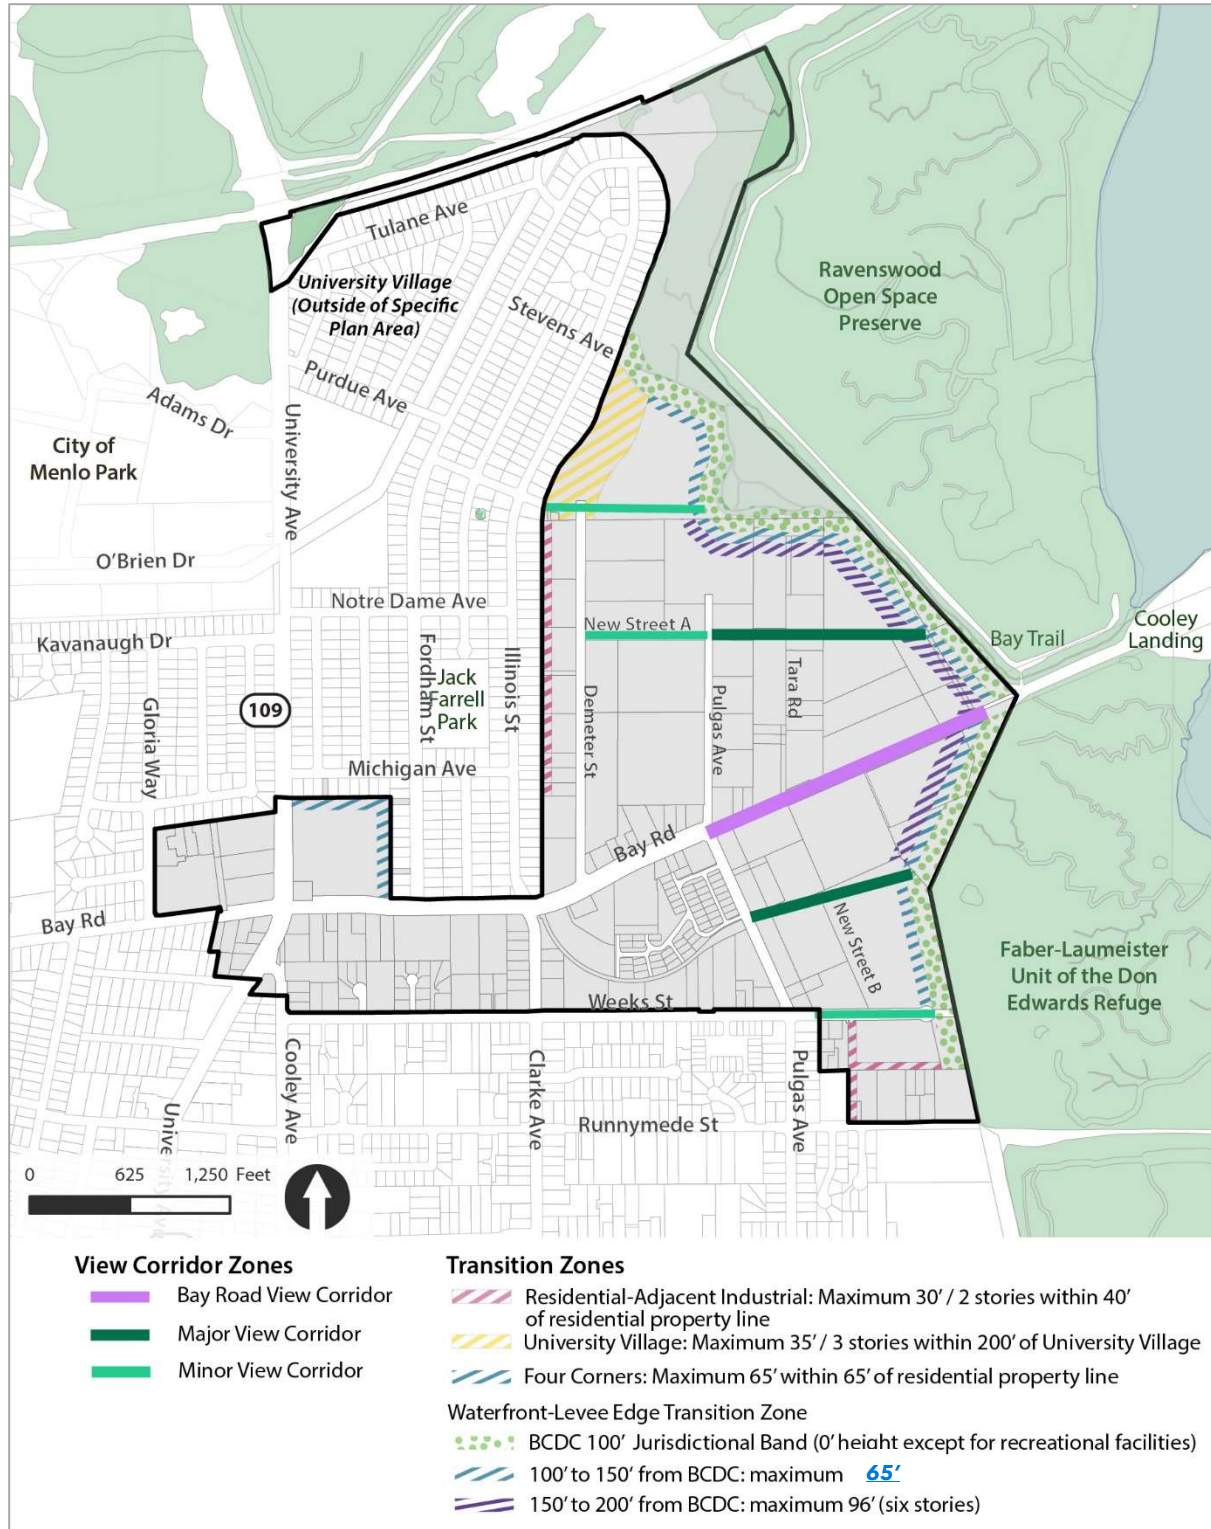 Tulane Ave
University Village
(Outside of Specific
Plan Area)
Stevens Ave
Purdue Ave
Ravenswood
Open Space
Preserve
Adams Dr
City of
Menlo Park
University Ave
O'Brien Dr
Notre Dame Ave
Kavanaugh Dr
New Street A
Bay Trail
Cooley
Landing
Fordham St
Jack
Farrell
Park
Illinois St
Demeter St
Pulgas Ave
Tara Rd
109
Gloria Way
Michigan Ave
Bay Rd
Bay Rd
New Street B
Faber-Laumeister
Unit of the Don
Edwards Refuge
Weeks St
Cooley Ave
Clarke Ave
Pulgas Ave
University Ave
Runnymede St
0 625 1,250 Feet
View Corridor Zones
Bay Road View Corridor
Major View Corridor
Minor View Corridor
Transition Zones
Residential-Adjacent Industrial: Maximum 30' / 2 stories within 40'
of residential property line
University Village: Maximum 35' / 3 stories within 200' of University Village
Four Corners: Maximum 65' within 65' of residential property line
Waterfront-Levee Edge Transition Zone
BCDC 100' Jurisdictional Band (0' height except for recreational facilities)
100' to 150' from BCDC: maximum 65'
150' to 200' from BCDC: maximum 96' (six stories)